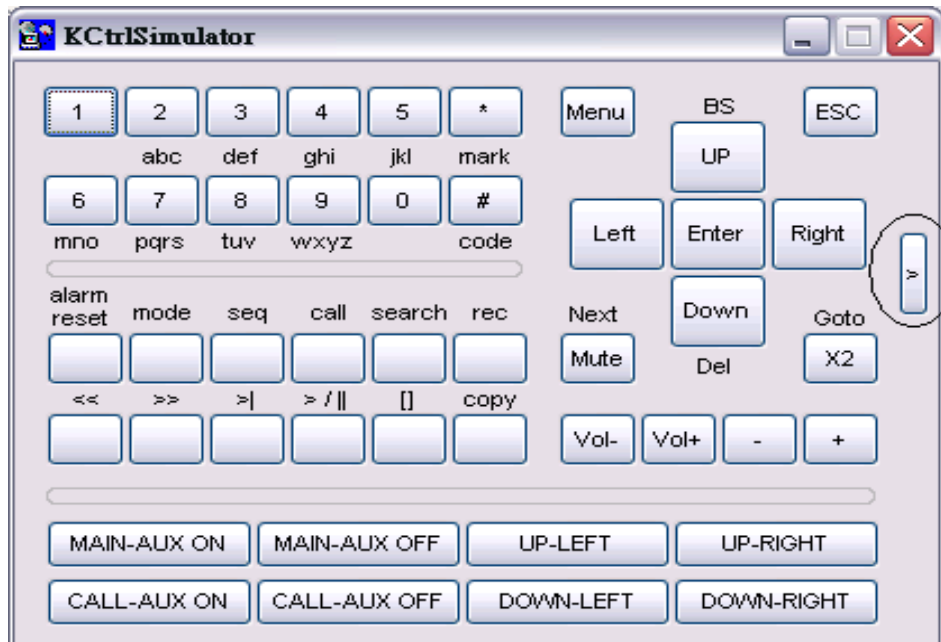 KCtrlSimulator
1 2 3 4 5 * Menu BS ESC
abc def ghi jkl mark UP
6 7 8 9 0 # Left Enter Right
mno pqrs tuv wxyz code >
alarm
reset mode seq call search rec Next Down Goto
Mute Del X2
<< >> >| > / || [] copy
Vol- Vol+ - +
MAIN-AUX ON MAIN-AUX OFF UP-LEFT UP-RIGHT
CALL-AUX ON CALL-AUX OFF DOWN-LEFT DOWN-RIGHT